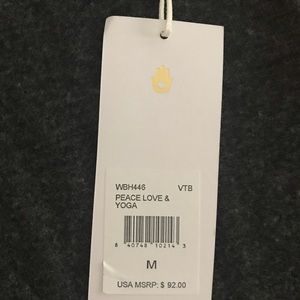 WBH446 VTB
PEACE LOVE &
YOGA
8 40748 10214 3
M
USA MSRP: $ 92.00